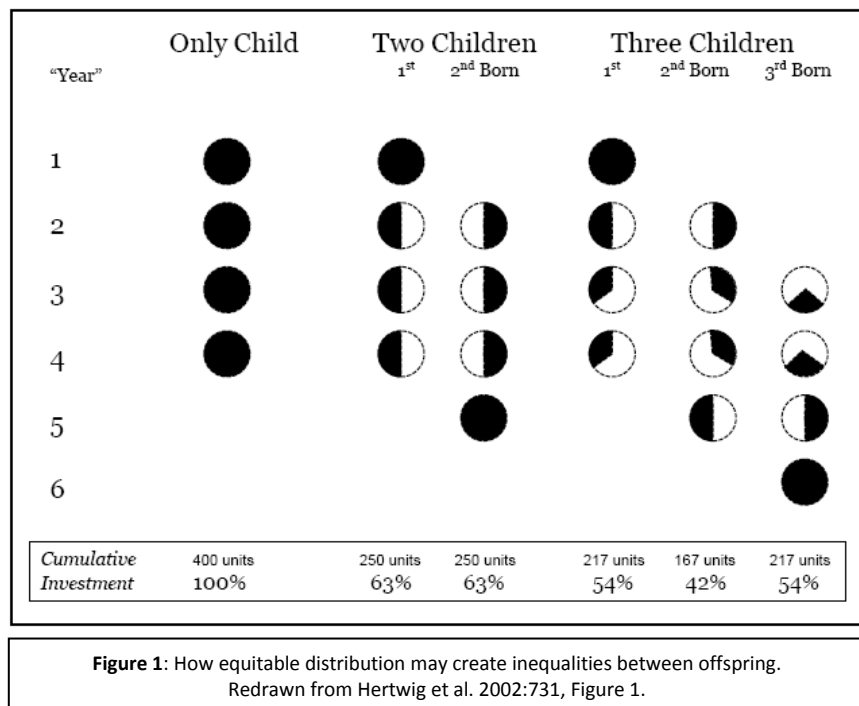 Only Child Two Children Three Children
"Year" 1st 2nd Born 1st 2nd Born 3rd Born
1
2
3
4
5
6
Cumulative 400 units 250 units 250 units 217 units 167 units 217 units
Investment 100% 63% 63% 54% 42% 54%
Figure 1: How equitable distribution may create inequalities between offspring.
Redrawn from Hertwig et al. 2002:731, Figure 1.